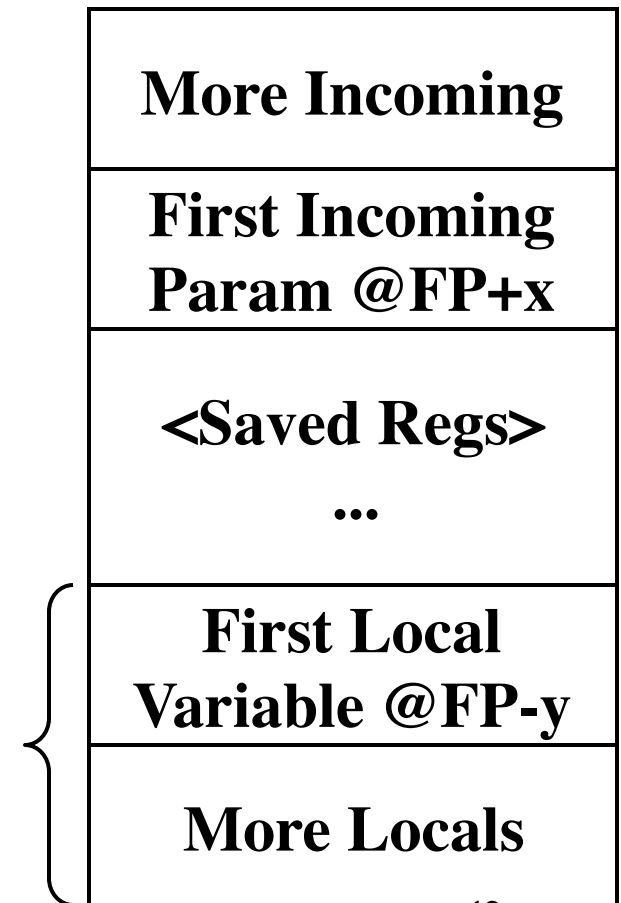 More Incoming
First Incoming
Param @FP+x
<Saved Regs>
...
First Local
Variable @FP-y
More Locals